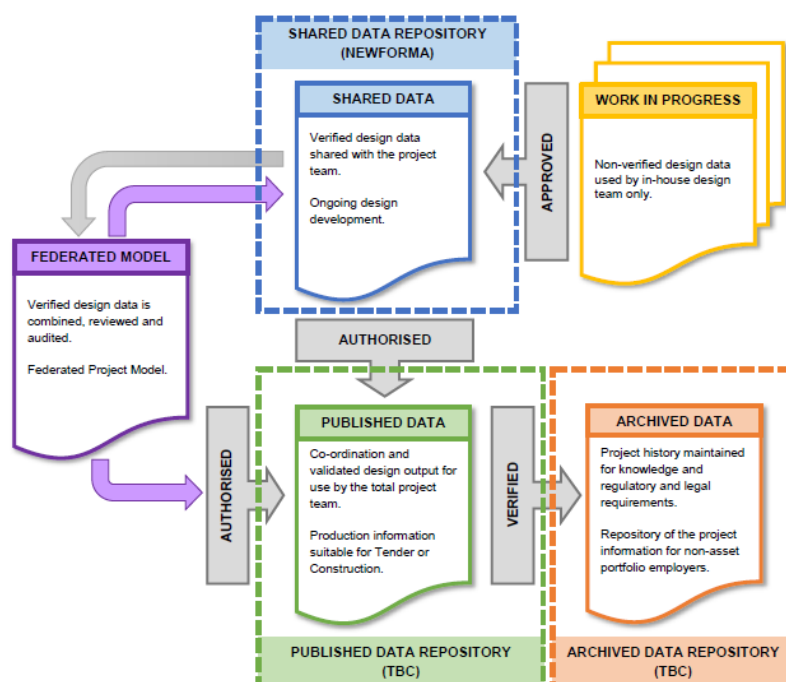 SHARED DATA REPOSITORY
(NEWFORMA)
SHARED DATA
Verified design data
shared with the project
team.
Ongoing design
development.
APPROVED
WORK IN PROGRESS
Non-verified design data
used by in-house design
team only.
FEDERATED MODEL
Verified design data is
combined, reviewed and
audited.
Federated Project Model.
AUTHORISED
AUTHORISED
PUBLISHED DATA
Co-ordination and
validated design output for
use by the total project
team.
Production information
suitable for Tender or
Construction.
VERIFIED
ARCHIVED DATA
Project history maintained
for knowledge and
regulatory and legal
requirements.
Repository of the project
information for non-asset
portfolio employers.
PUBLISHED DATA REPOSITORY
(TBC)
ARCHIVED DATA REPOSITORY
(TBC)